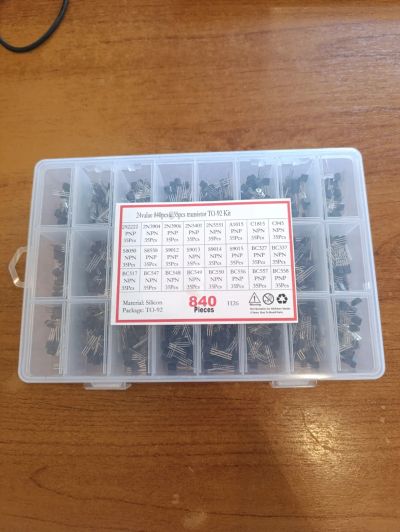 24value 840pcs@35pcs transistor TO-92 Kit
2N2222 2N3904 2N3906 2N5401 2N5551 A1015 C1815 C945
PNP NPN PNP PNP NPN PNP NPN NPN
35Pcs 35Pcs 35Pcs 35Pcs 35Pcs 35Pcs 35Pcs 35Pcs
S8050 S8550 S9012 S9013 S9014 S9015 BC327 BC337
NPN PNP PNP NPN NPN PNP PNP NPN
35Pcs 35Pcs 35Pcs 35Pcs 35Pcs 35Pcs 35Pcs 35Pcs
BC517 BC547 BC548 BC549 BC550 BC556 BC557 BC558
NPN NPN NPN NPN NPN PNP PNP PNP
35Pcs 35Pcs 35Pcs 35Pcs 35Pcs 35Pcs 35Pcs 35Pcs
Material: Silicon 840 H26
Package: TO-92 Pieces